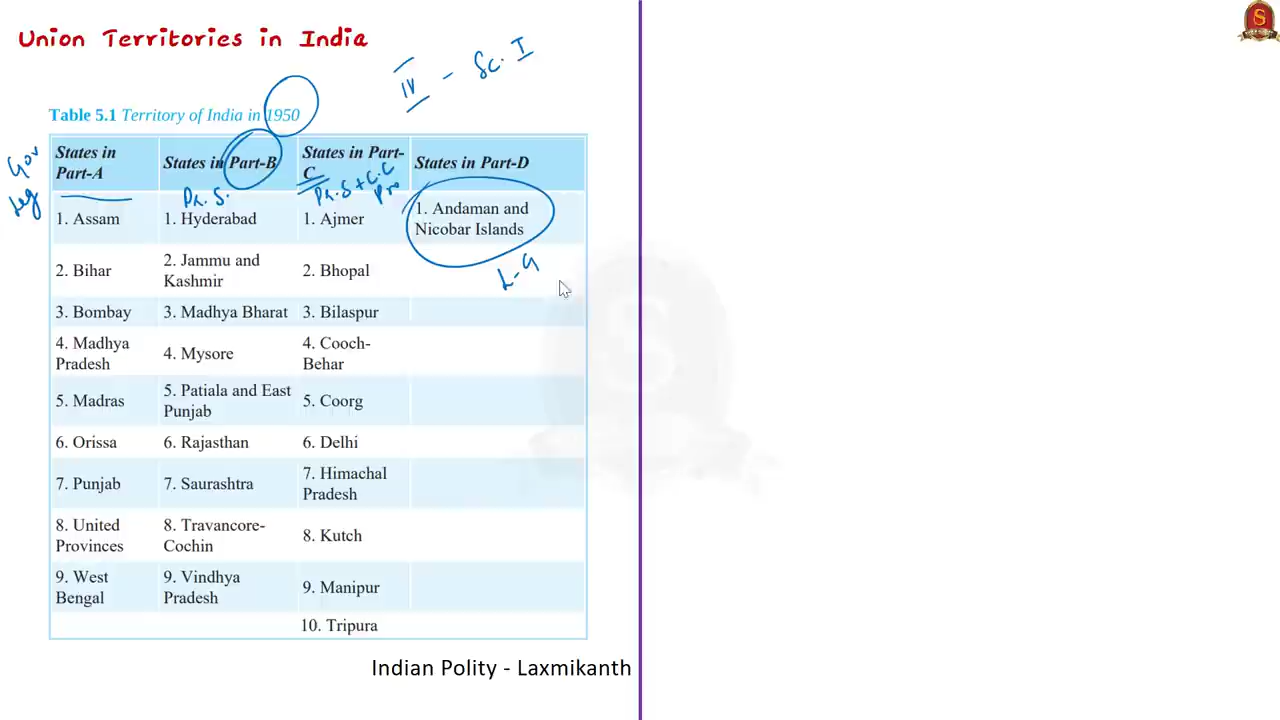 Union Territories in India
IV - Sc. I
Table 5.1 Territory of India in 1950
Gov
Leg
States in Part-A
States in Part-B
States in Part-C
States in Part-D
Pr. S.
Pr. S + C.C
Pro
1. Assam
1. Hyderabad
1. Ajmer
1. Andaman and Nicobar Islands
L-G
2. Bihar
2. Jammu and Kashmir
2. Bhopal
3. Bombay
3. Madhya Bharat
3. Bilaspur
4. Madhya Pradesh
4. Mysore
4. Cooch-Behar
5. Madras
5. Patiala and East Punjab
5. Coorg
6. Orissa
6. Rajasthan
6. Delhi
7. Punjab
7. Saurashtra
7. Himachal Pradesh
8. United Provinces
8. Travancore-Cochin
8. Kutch
9. West Bengal
9. Vindhya Pradesh
9. Manipur
10. Tripura
Indian Polity - Laxmikanth